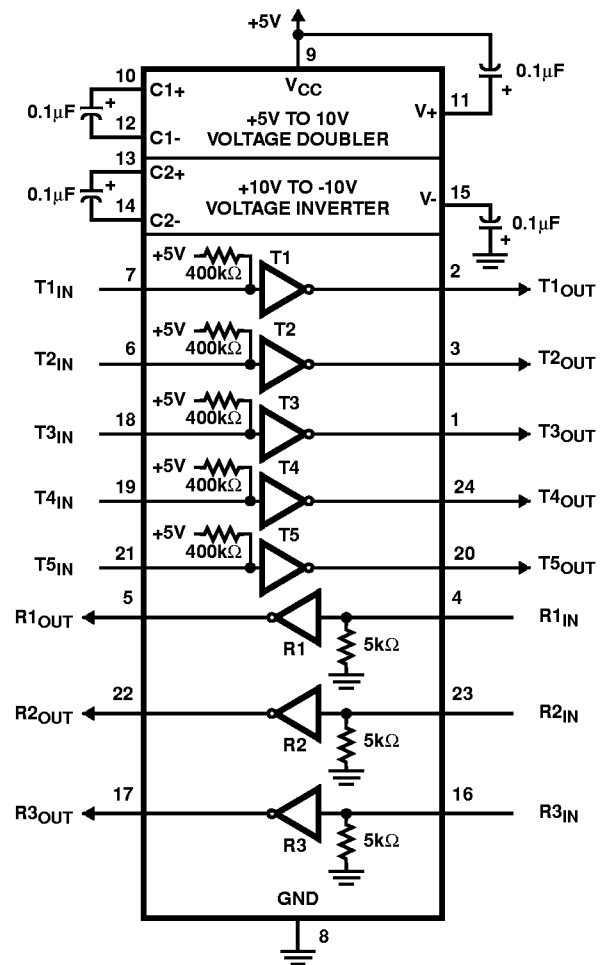 +5V
9
10
0.1µF
+
12
C1+
C1-
VCC
+5V TO 10V
VOLTAGE DOUBLER
V+
11
0.1µF
+
13
0.1µF
+
14
C2+
C2-
+10V TO -10V
VOLTAGE INVERTER
V-
15
0.1µF
+
T1IN
7
+5V
400kΩ
T1
2
T1OUT
T2IN
6
+5V
400kΩ
T2
3
T2OUT
T3IN
18
+5V
400kΩ
T3
1
T3OUT
T4IN
19
+5V
400kΩ
T4
24
T4OUT
T5IN
21
+5V
400kΩ
T5
20
T5OUT
R1OUT
5
R1
5kΩ
4
R1IN
R2OUT
22
R2
5kΩ
23
R2IN
R3OUT
17
R3
5kΩ
16
R3IN
GND
8